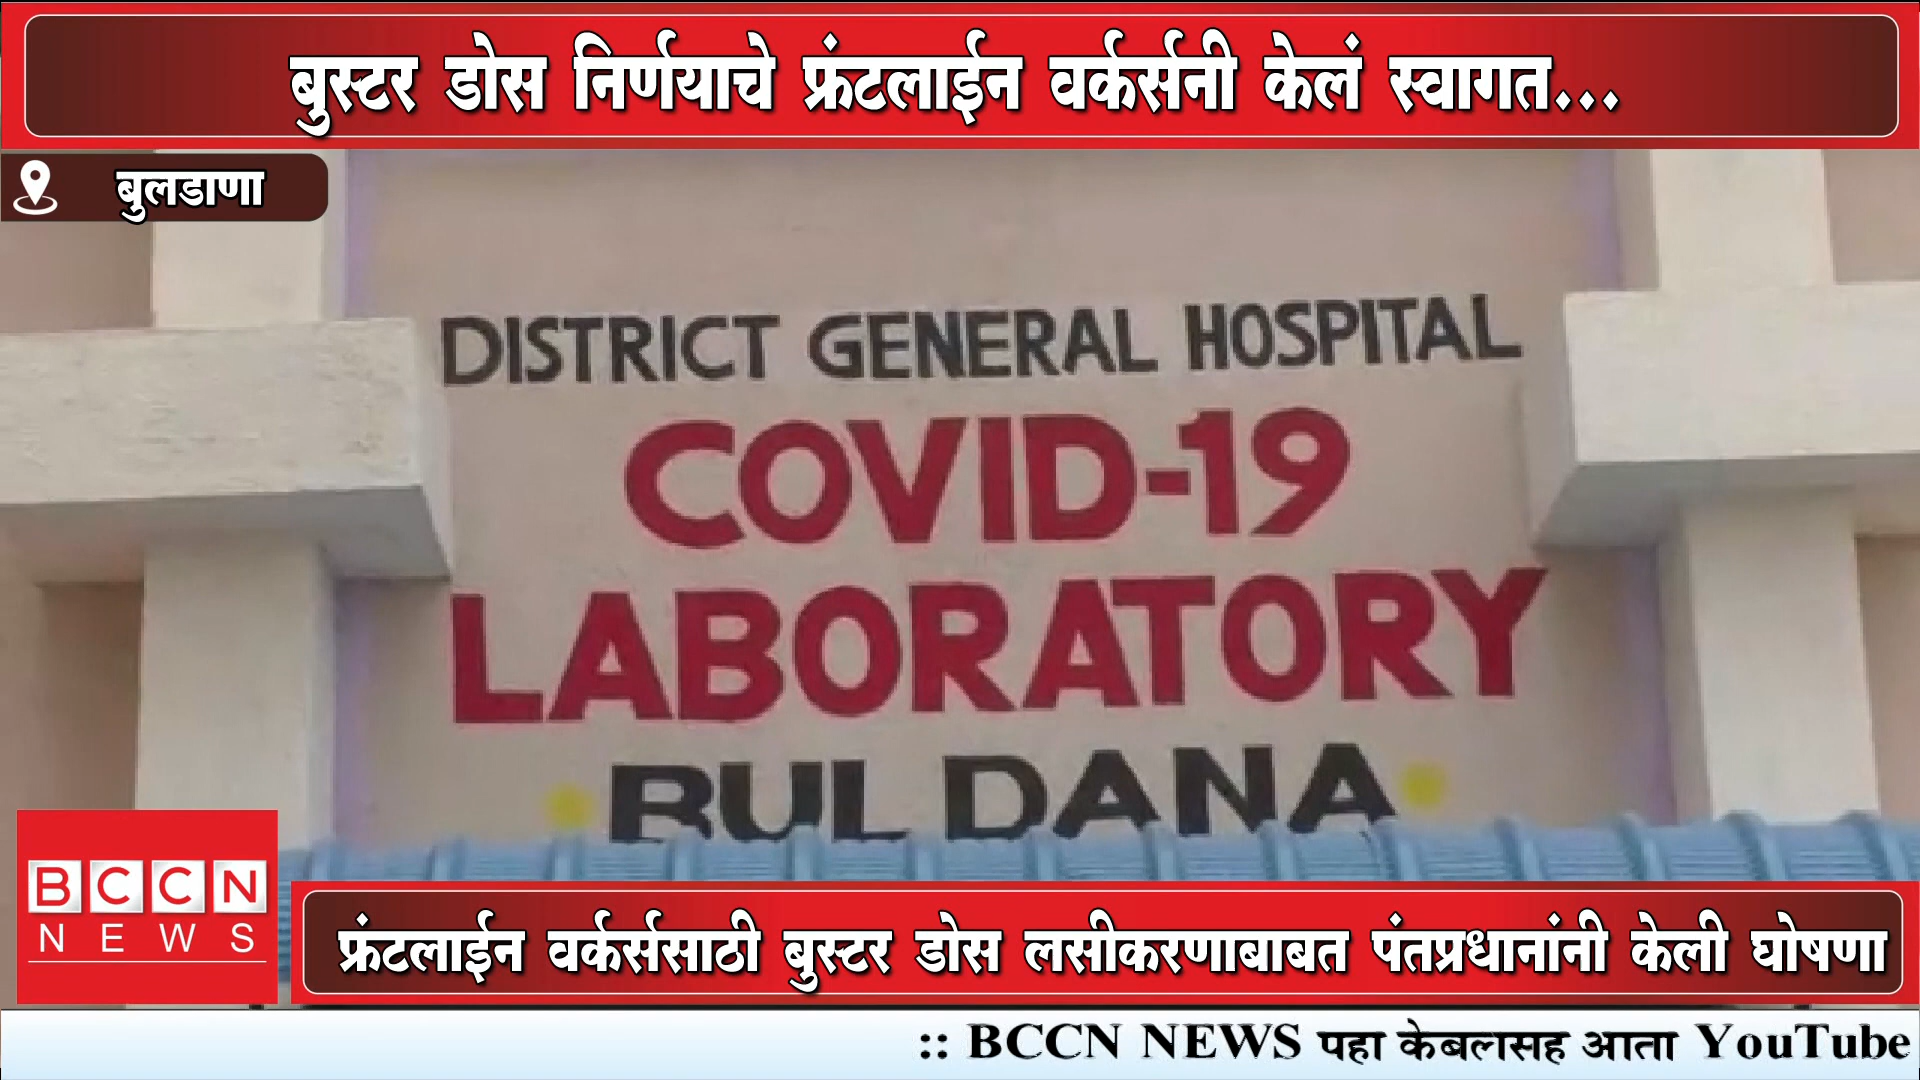 बुस्टर डोस निर्णयाचे फ्रंटलाईन वर्कर्सनी केलं स्वागत...
बुलडाणा
DISTRICT GENERAL HOSPITAL
COVID-19
LABORATORY
BULDANA
BCCN
NEWS
फ्रंटलाईन वर्कर्ससाठी बुस्टर डोस लसीकरणाबाबत पंतप्रधानांनी केली घोषणा
:: BCCN NEWS पहा केबलसह आता YouTube